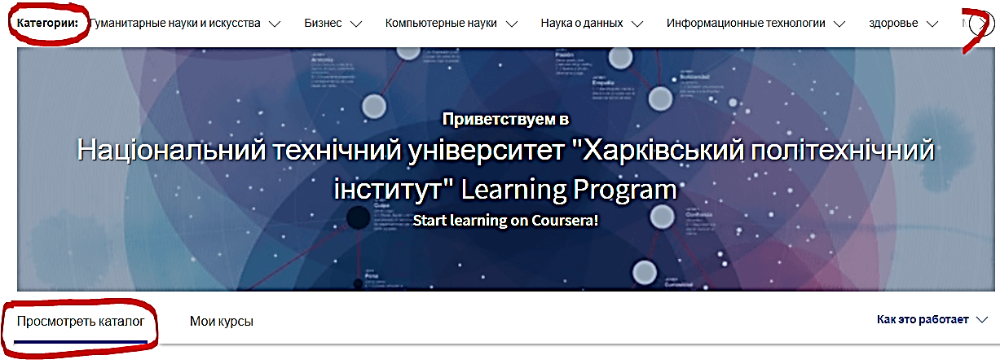 Категории: Гуманитарные науки и искусства Бизнес Компьютерные науки Наука о данных Информационные технологии здоровье
Приветствуем в
Національний технічний університет "Харківський політехнічний
інститут" Learning Program
Start learning on Coursera!
Просмотреть каталог Мои курсы Как это работает